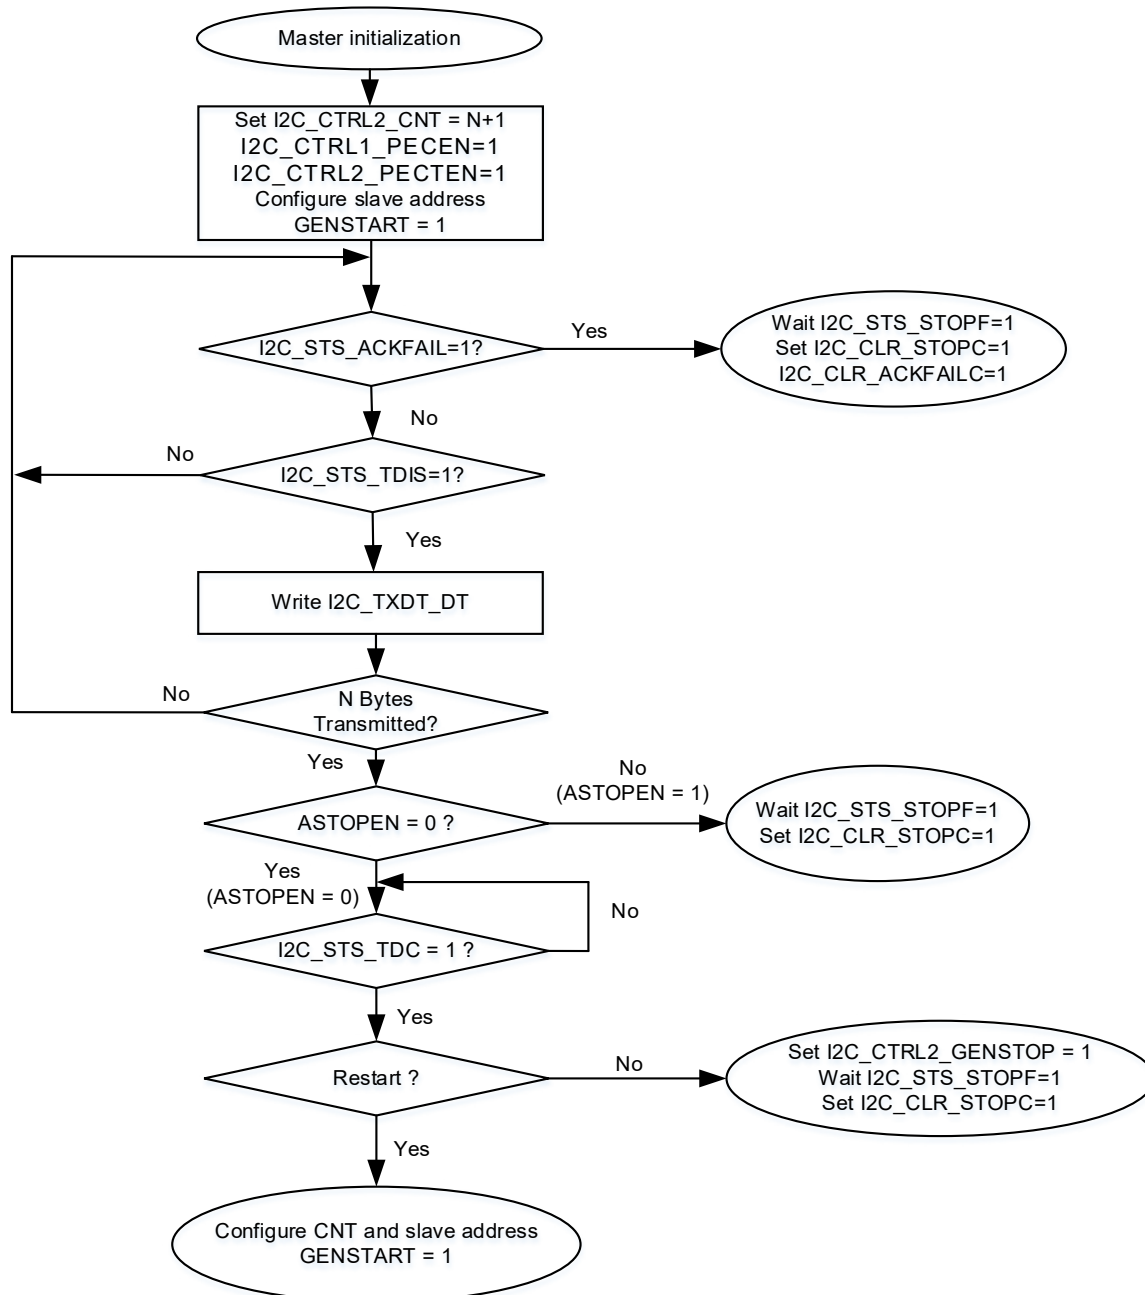 Master initialization
Set I2C_CTRL2_CNT = N+1
I2C_CTRL1_PECEN=1
I2C_CTRL2_PECTEN=1
Configure slave address
GENSTART = 1
I2C_STS_ACKFAIL=1?
Yes
Wait I2C_STS_STOPF=1
Set I2C_CLR_STOPC=1
I2C_CLR_ACKFAILC=1
No
No
I2C_STS_TDIS=1?
Yes
Write I2C_TXDT_DT
No
N Bytes
Transmitted?
Yes
No
(ASTOPEN = 1)
ASTOPEN = 0 ?
Wait I2C_STS_STOPF=1
Set I2C_CLR_STOPC=1
Yes
(ASTOPEN = 0)
No
I2C_STS_TDC = 1 ?
Yes
Restart ?
No
Set I2C_CTRL2_GENSTOP = 1
Wait I2C_STS_STOPF=1
Set I2C_CLR_STOPC=1
Yes
Configure CNT and slave address
GENSTART = 1